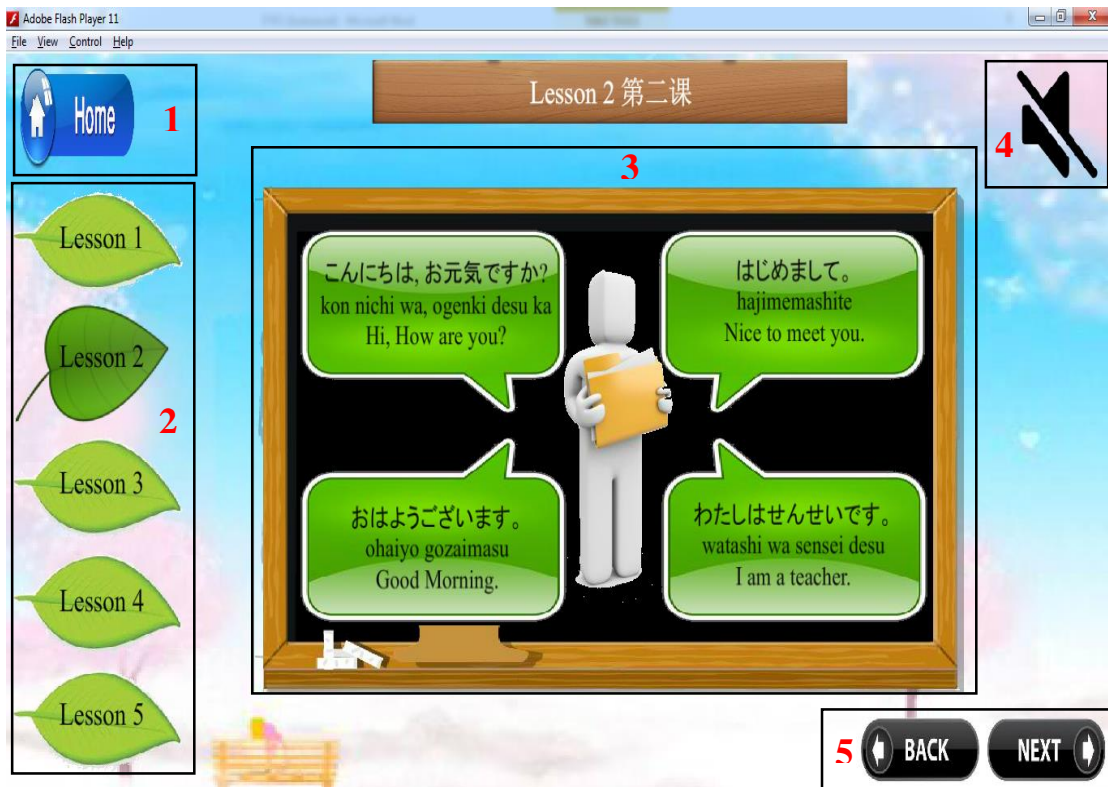 Adobe Flash Player 11
File View Control Help
Home
1
Lesson 2 第二课
4
3
Lesson 1
Lesson 2
2
Lesson 3
Lesson 4
Lesson 5
こんにちは, お元気ですか?
kon nichi wa, ogenki desu ka
Hi, How are you?
はじめまして。
hajimemashite
Nice to meet you.
おはようございます。
ohaiyo gozaimasu
Good Morning.
わたしはせんせいです。
watashi wa sensei desu
I am a teacher.
5
BACK
NEXT